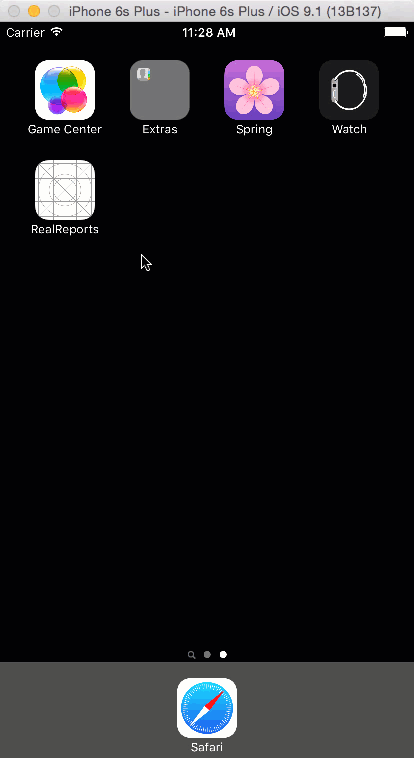 iPhone 6s Plus - iPhone 6s Plus / iOS 9.1 (13B137)
Carrier 11:28 AM
Game Center Extras Spring Watch
RealReports
Safari